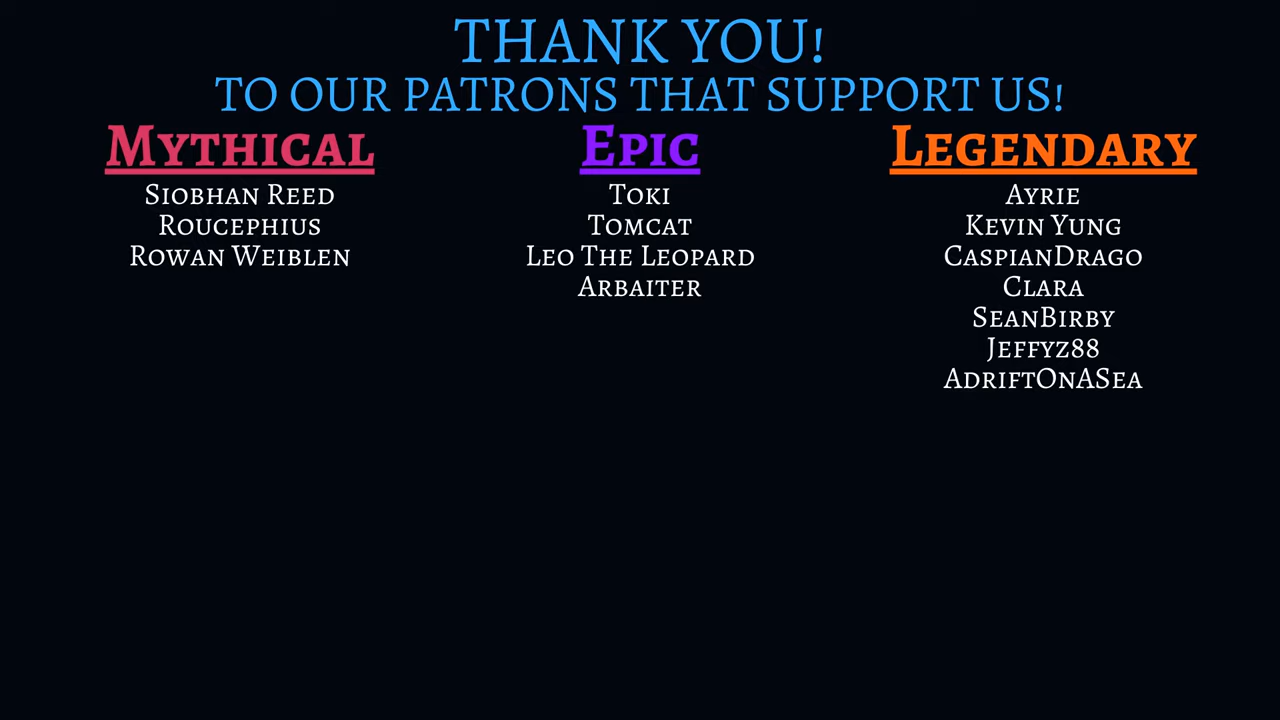 THANK YOU!
TO OUR PATRONS THAT SUPPORT US!
Mythical
Siobhan Reed
Roucephius
Rowan Weiblen
Epic
Toki
Tomcat
Leo The Leopard
Arbaiter
Legendary
Ayrie
Kevin Yung
CaspianDrago
Clara
SeanBirby
Jeffyz88
AdriftOnASea